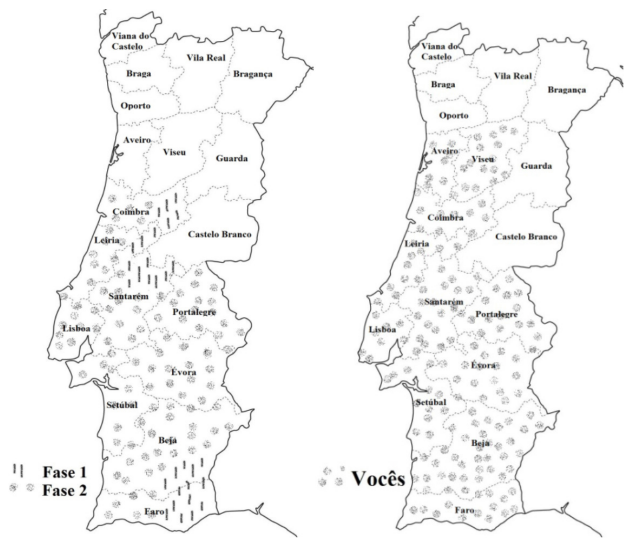 Viana do
Castelo
Braga
Vila Real
Bragança
Oporto
Aveiro
Viseu
Guarda
Coimbra
Leiria
Castelo Branco
Santarém
Portalegre
Lisboa
Évora
Setúbal
Beja
Faro
Fase 1
Fase 2
Viana do
Castelo
Braga
Vila Real
Bragança
Oporto
Aveiro
Viseu
Guarda
Coimbra
Leiria
Castelo Branco
Santarém
Portalegre
Lisboa
Évora
Setúbal
Beja
Faro
Vocês